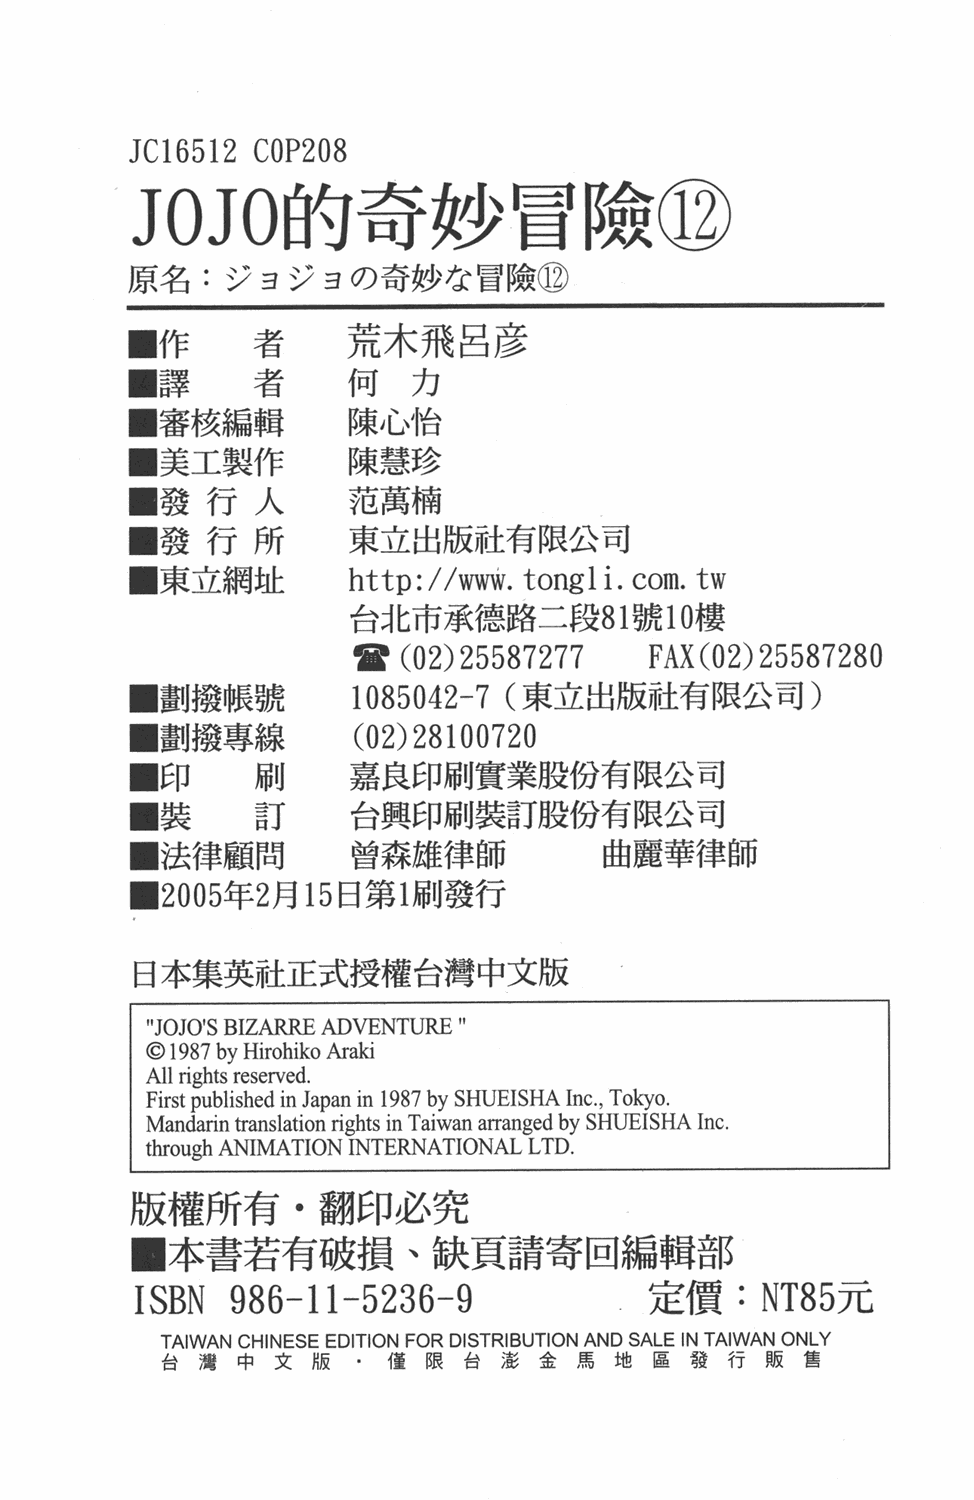 JC16512 C0P208
JOJO的奇妙冒險⑫
原名：ジョジョの奇妙な冒險⑫
■作　　者　荒木飛呂彦
■譯　　者　何　力
■審核編輯　陳心怡
■美工製作　陳慧珍
■發 行 人　范萬楠
■發 行 所　東立出版社有限公司
■東立網址　http://www.tongli.com.tw
台北市承德路二段81號10樓
☎(02)25587277　FAX(02)25587280
■劃撥帳號　1085042-7（東立出版社有限公司）
■劃撥專線　(02)28100720
■印　　刷　嘉良印刷實業股份有限公司
■裝　　訂　台興印刷裝訂股份有限公司
■法律顧問　曾森雄律師　曲麗華律師
■2005年2月15日第1刷發行
日本集英社正式授權台灣中文版
"JOJO'S BIZARRE ADVENTURE "
©1987 by Hirohiko Araki
All rights reserved.
First published in Japan in 1987 by SHUEISHA Inc., Tokyo.
Mandarin translation rights in Taiwan arranged by SHUEISHA Inc.
through ANIMATION INTERNATIONAL LTD.
版權所有・翻印必究
■本書若有破損、缺頁請寄回編輯部
ISBN 986-11-5236-9　定價：NT85元
TAIWAN CHINESE EDITION FOR DISTRIBUTION AND SALE IN TAIWAN ONLY
台灣中文版・僅限台澎金馬地區發行販售